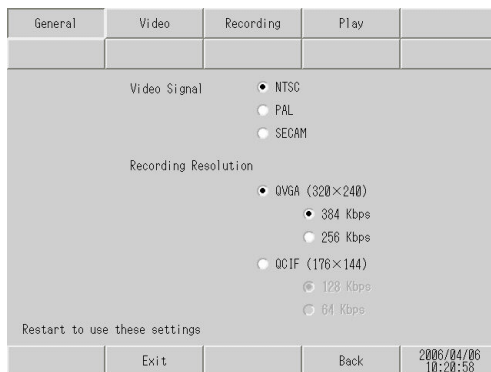 General Video Recording Play
Video Signal NTSC
PAL
SECAM
Recording Resolution
QVGA (320×240)
384 Kbps
256 Kbps
QCIF (176×144)
128 Kbps
64 Kbps
Restart to use these settings
Exit Back 2006/04/06
10:20:58